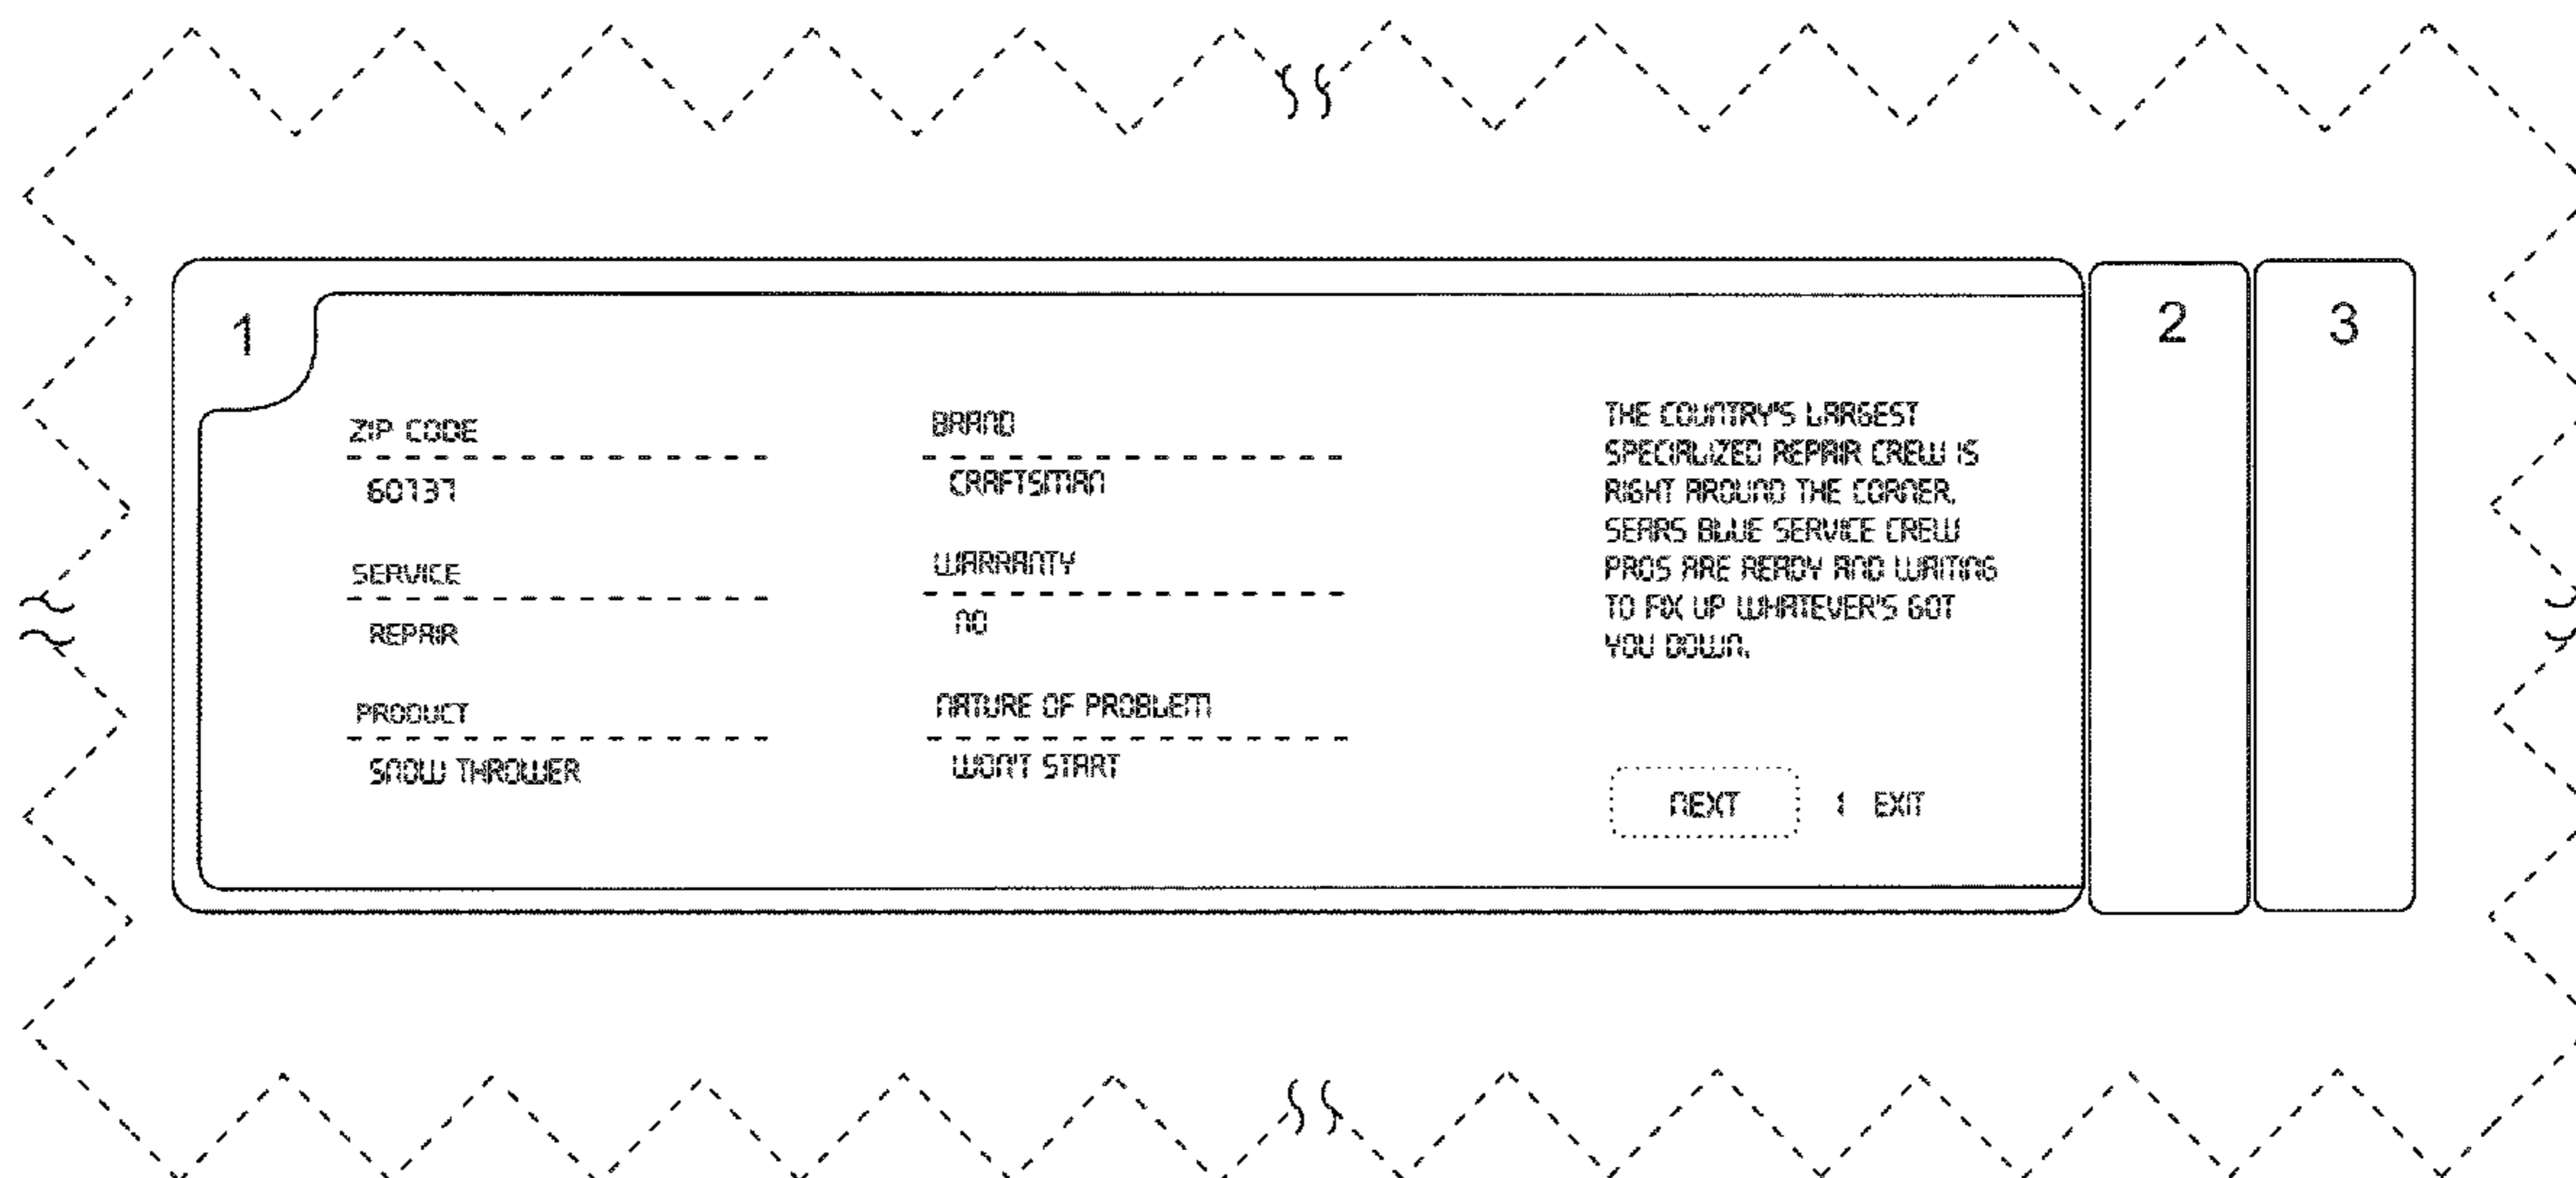 1
ZIP CODE
60137
SERVICE
REPAIR
PRODUCT
SNOW THROWER
BRAND
CRAFTSMAN
WARRANTY
NO
NATURE OF PROBLEM
WON'T START
THE COUNTRY'S LARGEST
SPECIALIZED REPAIR CREW IS
RIGHT AROUND THE CORNER.
SEARS BLUE SERVICE CREW
PROS ARE READY AND WAITING
TO FIX UP WHATEVER'S GOT
YOU DOWN.
NEXT EXIT
2
3